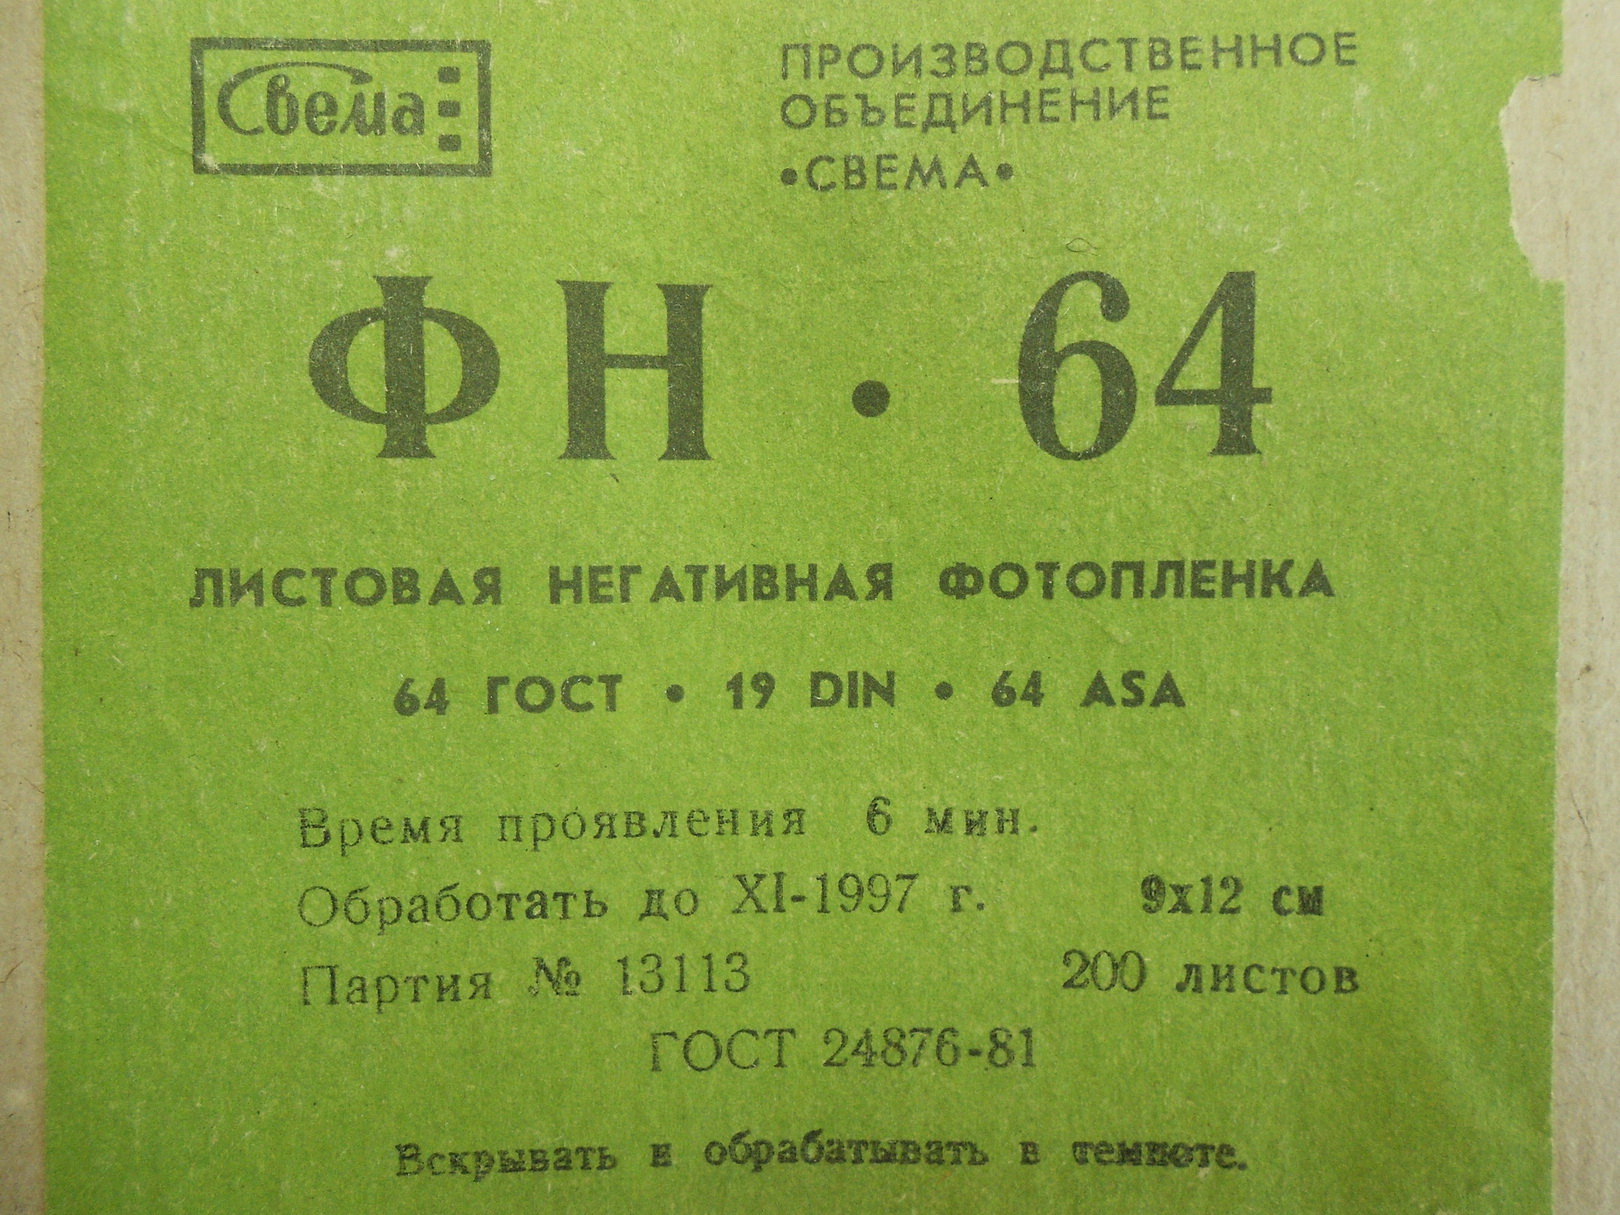 Свема
ПРОИЗВОДСТВЕННОЕ
ОБЪЕДИНЕНИЕ
•СВЕМА•
ФН • 64
ЛИСТОВАЯ НЕГАТИВНАЯ ФОТОПЛЕНКА
64 ГОСТ • 19 DIN • 64 ASA
Время проявления 6 мин.
Обработать до XI-1997 г. 9х12 см
Партия № 13113 200 листов
ГОСТ 24876-81
Вскрывать и обрабатывать в темноте.